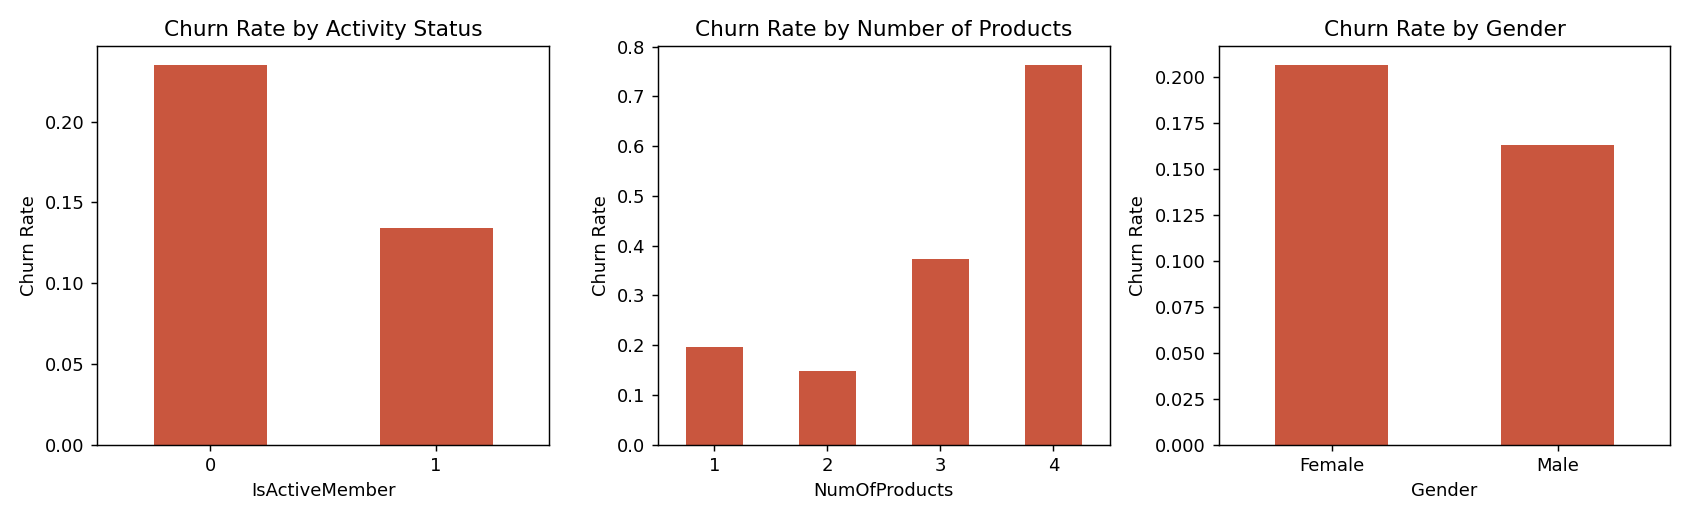 Churn Rate by Activity Status
Churn Rate
0.20
0.15
0.10
0.05
0.00
0 1
IsActiveMember
Churn Rate by Number of Products
Churn Rate
0.8
0.7
0.6
0.5
0.4
0.3
0.2
0.1
0.0
1 2 3 4
NumOfProducts
Churn Rate by Gender
Churn Rate
0.200
0.175
0.150
0.125
0.100
0.075
0.050
0.025
0.000
Female Male
Gender